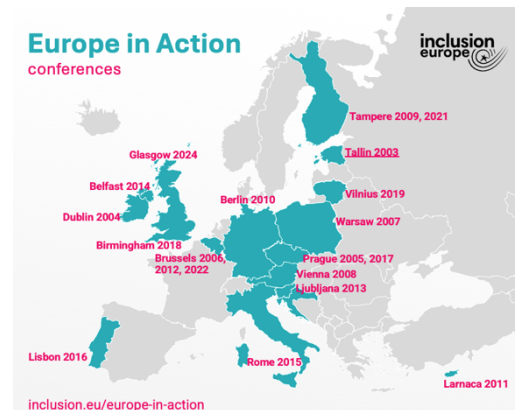 Europe in Action
conferences
inclusion
europe
Tampere 2009, 2021
Tallin 2003
Glasgow 2024
Belfast 2014
Berlin 2010
Vilnius 2019
Dublin 2004
Warsaw 2007
Birmingham 2018
Brussels 2006,
2012, 2022
Prague 2005, 2017
Vienna 2008
Ljubljana 2013
Lisbon 2016
Rome 2015
Larnaca 2011
inclusion.eu/europe-in-action